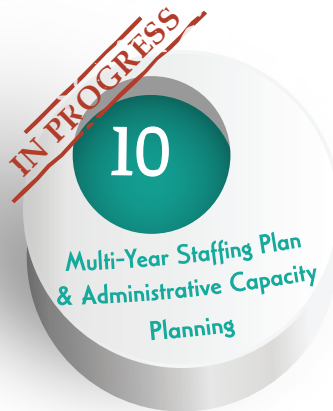 IN PROGRESS
10
Multi-Year Staffing Plan
& Administrative Capacity
Planning